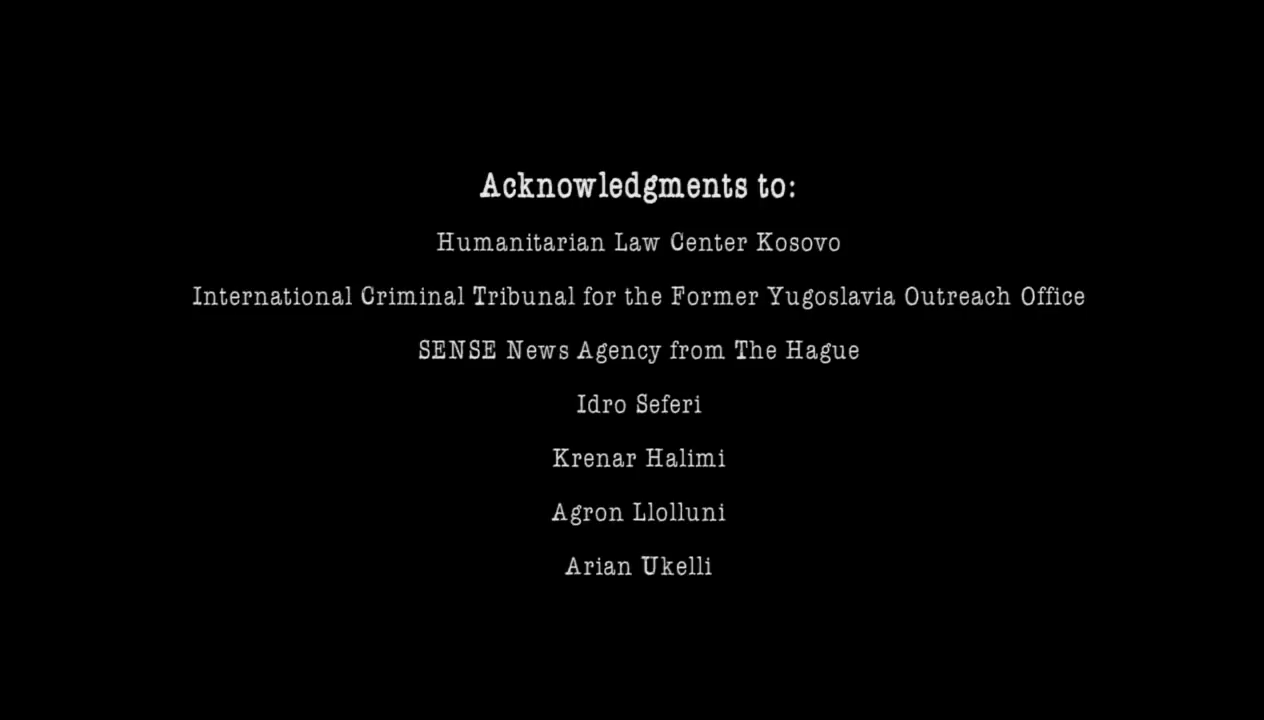 Acknowledgments to:
Humanitarian Law Center Kosovo
International Criminal Tribunal for the Former Yugoslavia Outreach Office
SENSE News Agency from The Hague
Idro Seferi
Krenar Halimi
Agron Llolluni
Arian Ukelli